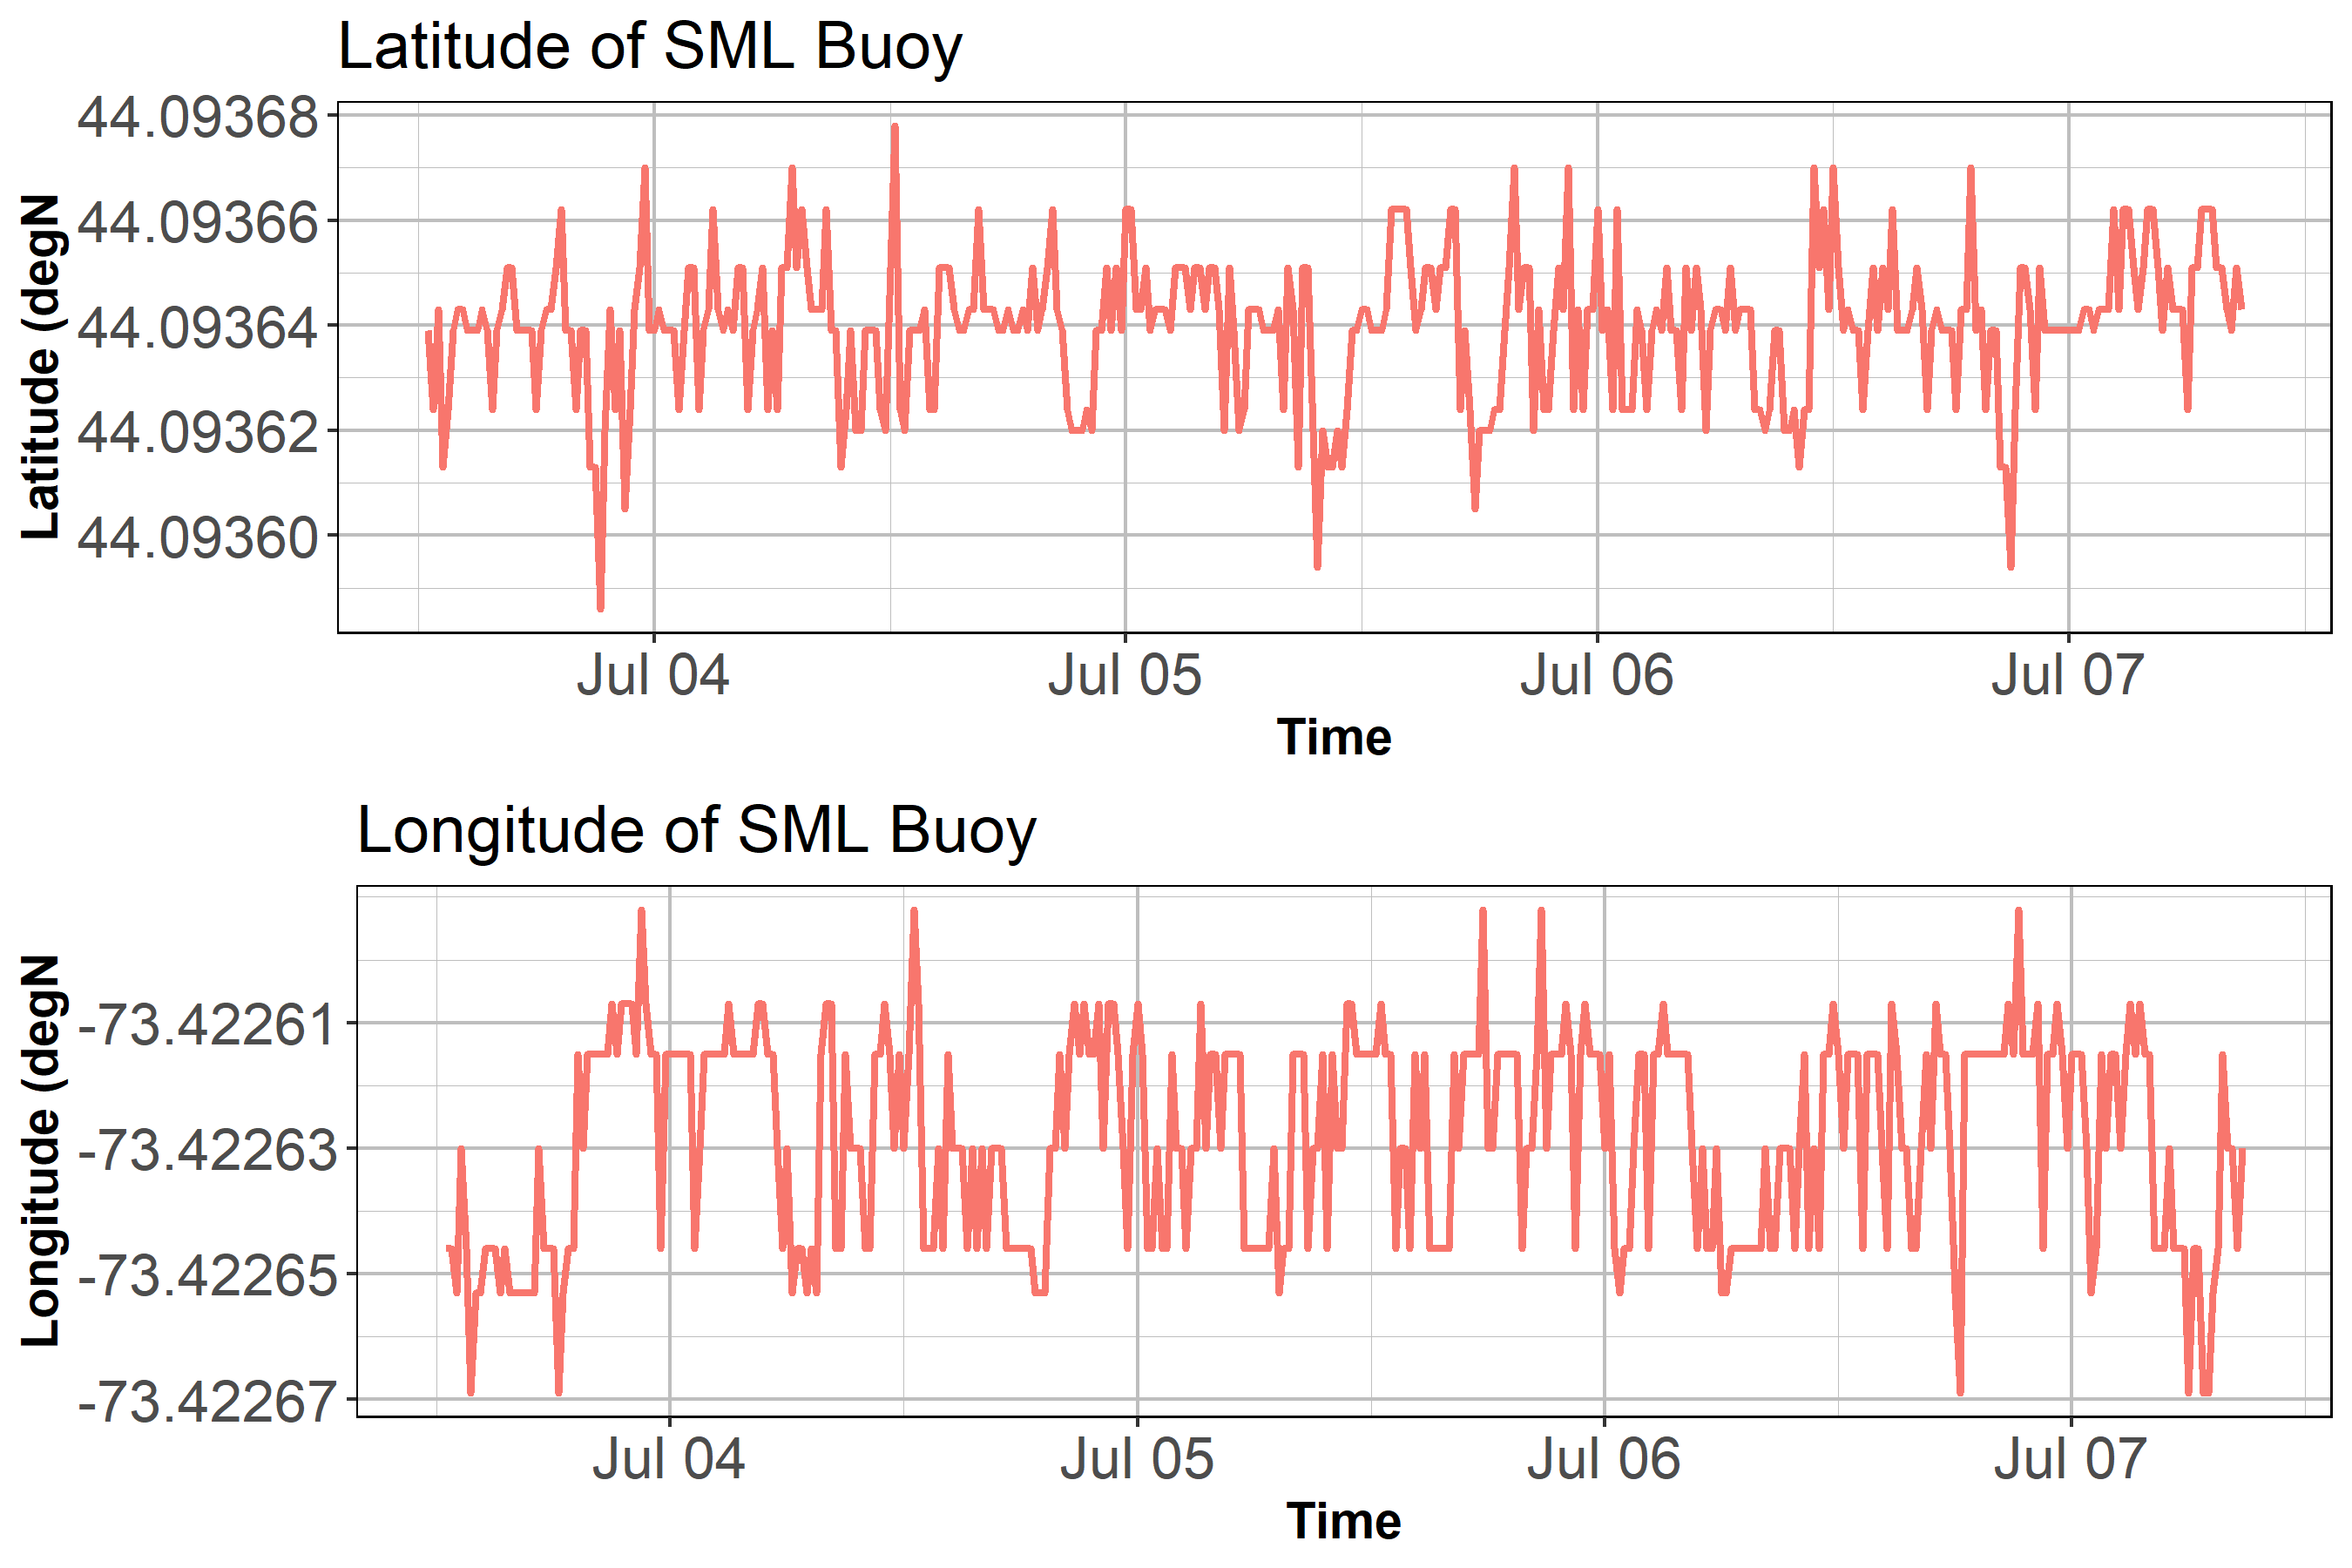 Latitude of SML Buoy
44.09368
44.09366
44.09364
44.09362
44.09360
Latitude (degN
Jul 04 Jul 05 Jul 06 Jul 07
Time
Longitude of SML Buoy
-73.42261
-73.42263
-73.42265
-73.42267
Longitude (degN
Jul 04 Jul 05 Jul 06 Jul 07
Time